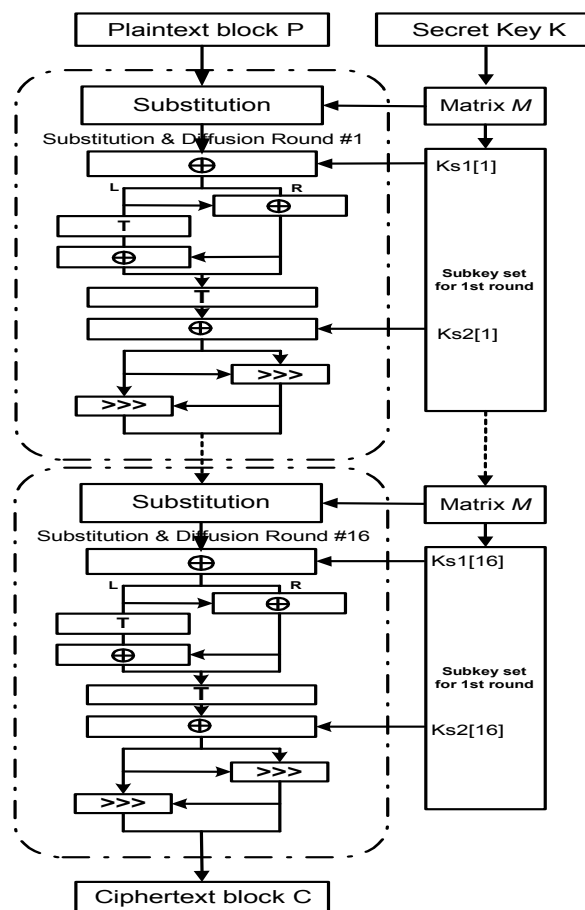 Plaintext block P
Secret Key K
Substitution
Matrix M
Substitution & Diffusion Round #1
⊕
Ks1[1]
L
R
⊕
T
⊕
Subkey set
for 1st round
T
⊕
Ks2[1]
>>>
>>>
Substitution
Matrix M
Substitution & Diffusion Round #16
⊕
Ks1[16]
L
R
⊕
T
⊕
Subkey set
for 1st round
T
⊕
Ks2[16]
>>>
>>>
Ciphertext block C